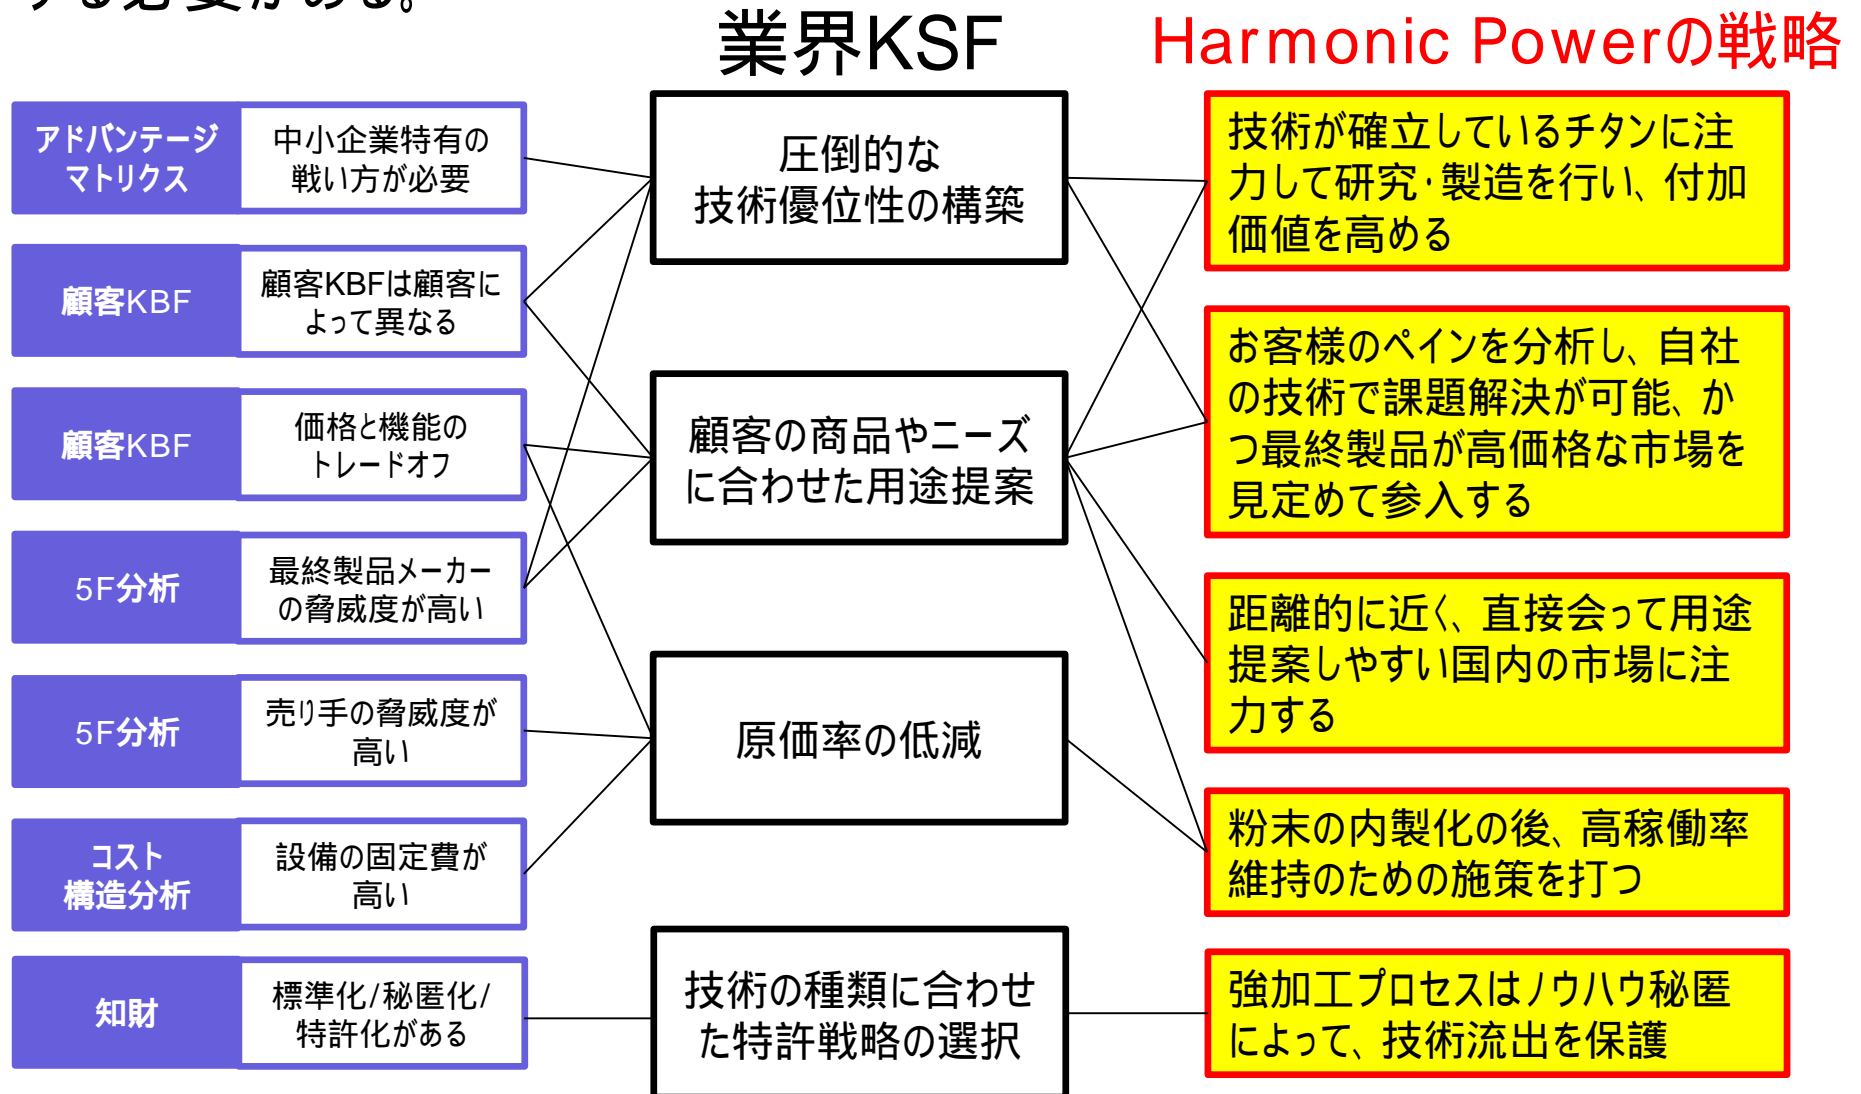 する必要がある。
業界KSF
Harmonic Powerの戦略
アドバンテージ
マトリクス
中小企業特有の
戦い方が必要
顧客KBF
顧客KBFは顧客に
よって異なる
顧客KBF
価格と機能の
トレードオフ
5F分析
最終製品メーカー
の脅威度が高い
5F分析
売り手の脅威度が
高い
コスト
構造分析
設備の固定費が
高い
知財
標準化/秘匿化/
特許化がある
圧倒的な
技術優位性の構築
顧客の商品やニーズ
に合わせた用途提案
原価率の低減
技術の種類に合わせ
た特許戦略の選択
技術が確立しているチタンに注
力して研究・製造を行い、付加
価値を高める
お客様のペインを分析し、自社
の技術で課題解決が可能、か
つ最終製品が高価格な市場を
見定めて参入する
距離的に近く、直接会って用途
提案しやすい国内の市場に注
力する
粉末の内製化の後、高稼働率
維持のための施策を打つ
強加工プロセスはノウハウ秘匿
によって、技術流出を保護